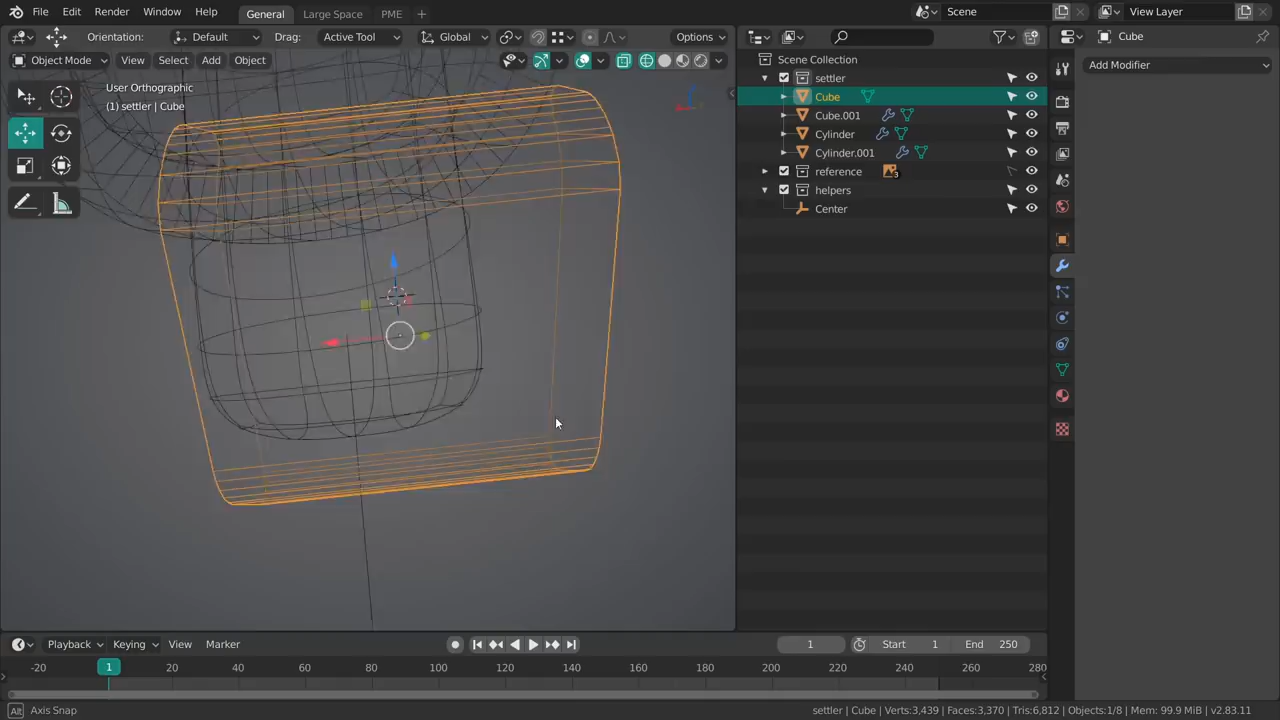 File Edit Render Window Help General Large Space PME + Scene View Layer
Orientation: Default Drag: Active Tool Global Options
Object Mode View Select Add Object
User Orthographic
(1) settler | Cube
Scene Collection
settler
Cube
Cube.001
Cylinder
Cylinder.001
reference 3
helpers
Center
Cube
Add Modifier
Playback Keying View Marker 1 Start 1 End 250
-20 1 20 40 60 80 100 120 140 160 180 200 220 240 260 280
Alt Axis Snap settler | Cube | Verts:3,439 | Faces:3,370 | Tris:6,812 | Objects:1/8 | Mem: 99.9 MiB | v2.83.11